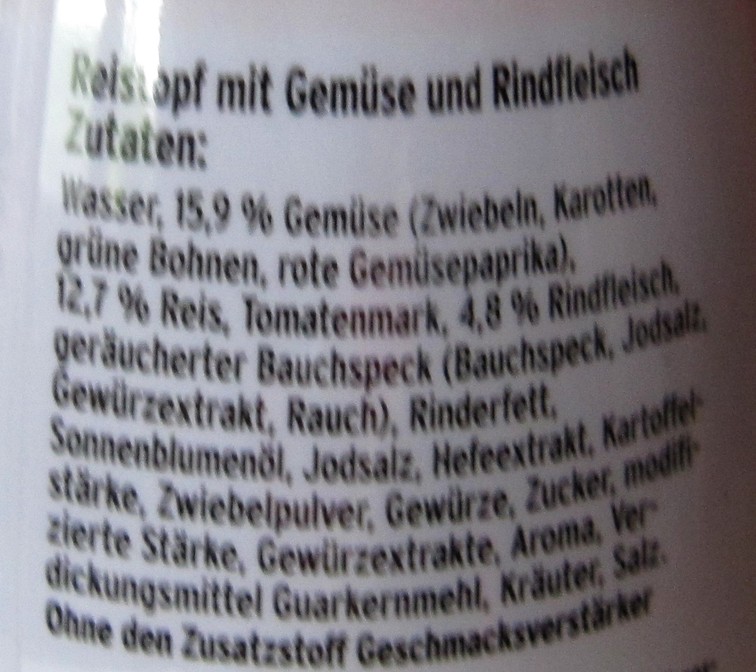 Reistopf mit Gemüse und Rindfleisch
Zutaten:
Wasser, 15,9 % Gemüse (Zwiebeln, Karotten,
grüne Bohnen, rote Gemüsepaprika),
12,7 % Reis, Tomatenmark, 4,8 % Rindfleisch,
geräucherter Bauchspeck (Bauchspeck, Jodsalz,
Gewürzextrakt, Rauch), Rinderfett,
Sonnenblumenöl, Jodsalz, Hefeextrakt, Kartoffel-
stärke, Zwiebelpulver, Gewürze, Zucker, modifi-
zierte Stärke, Gewürzextrakte, Aroma, Ver-
dickungsmittel Guarkernmehl, Kräuter, Salz.
Ohne den Zusatzstoff Geschmacksverstärker